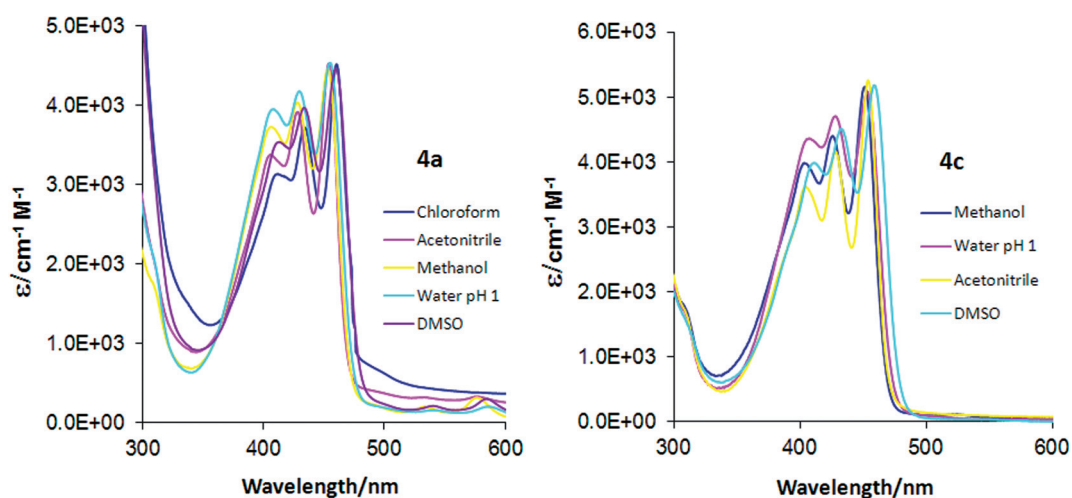 5.0E+03
4.0E+03
3.0E+03
2.0E+03
1.0E+03
0.0E+00
ε/cm⁻¹ M⁻¹
300
400
500
600
Wavelength/nm
4a
Chloroform
Acetonitrile
Methanol
Water pH 1
DMSO
6.0E+03
5.0E+03
4.0E+03
3.0E+03
2.0E+03
1.0E+03
0.0E+00
ε/cm⁻¹ M⁻¹
300
400
500
600
Wavelength/nm
4c
Methanol
Water pH 1
Acetonitrile
DMSO